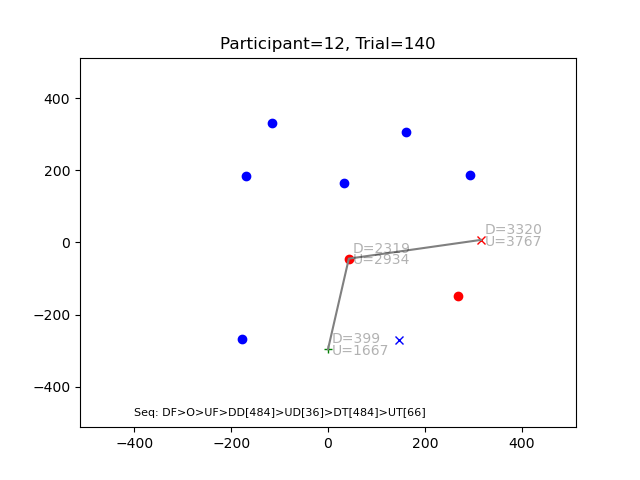 Participant=12, Trial=140
400
200
0
−200
−400
D=3320
U=3767
D=2319
U=2934
D=399
U=1667
Seq: DF>O>UF>DD[484]>UD[36]>DT[484]>UT[66]
−400
−200
0
200
400